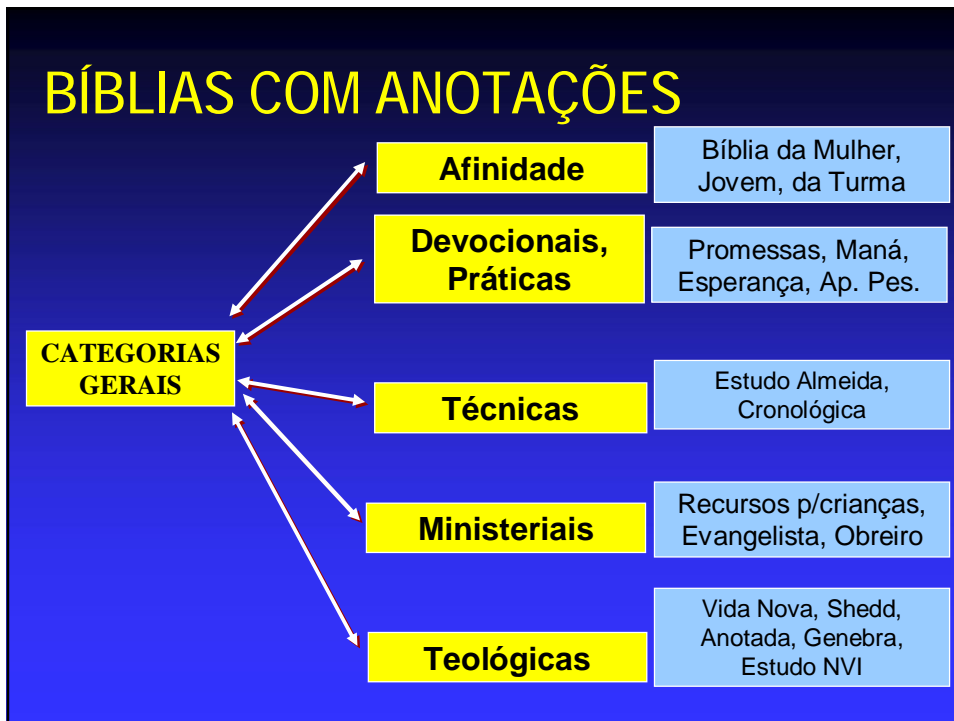 BÍBLIAS COM ANOTAÇÕES
CATEGORIAS
GERAIS
Afinidade
Bíblia da Mulher,
Jovem, da Turma
Devocionais,
Práticas
Promessas, Maná,
Esperança, Ap. Pes.
Técnicas
Estudo Almeida,
Cronológica
Ministeriais
Recursos p/crianças,
Evangelista, Obreiro
Teológicas
Vida Nova, Shedd,
Anotada, Genebra,
Estudo NVI